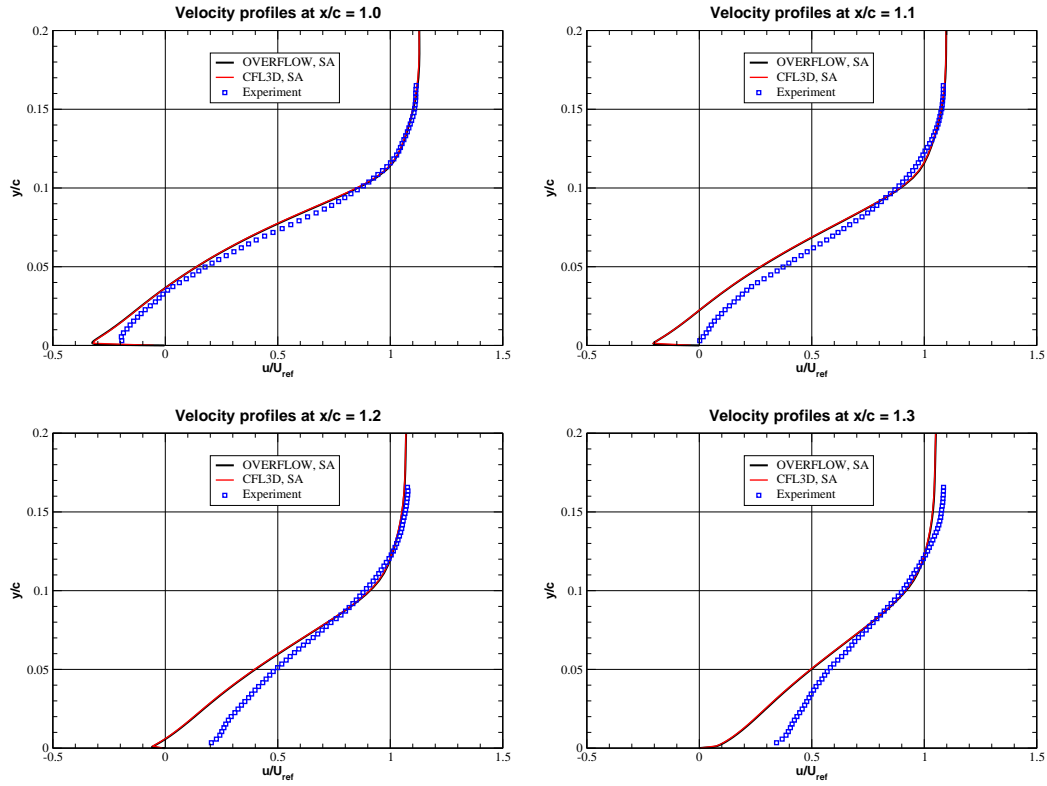 Velocity profiles at x/c = 1.0
0.2
OVERFLOW, SA
CFL3D, SA
Experiment
0.15
y/c
0.1
0.05
0
-0.5
0
0.5
1
1.5
u/Uref
Velocity profiles at x/c = 1.1
0.2
OVERFLOW, SA
CFL3D, SA
Experiment
0.15
y/c
0.1
0.05
0
-0.5
0
0.5
1
1.5
u/Uref
Velocity profiles at x/c = 1.2
0.2
OVERFLOW, SA
CFL3D, SA
Experiment
0.15
y/c
0.1
0.05
0
-0.5
0
0.5
1
1.5
u/Uref
Velocity profiles at x/c = 1.3
0.2
OVERFLOW, SA
CFL3D, SA
Experiment
0.15
y/c
0.1
0.05
0
-0.5
0
0.5
1
1.5
u/Uref